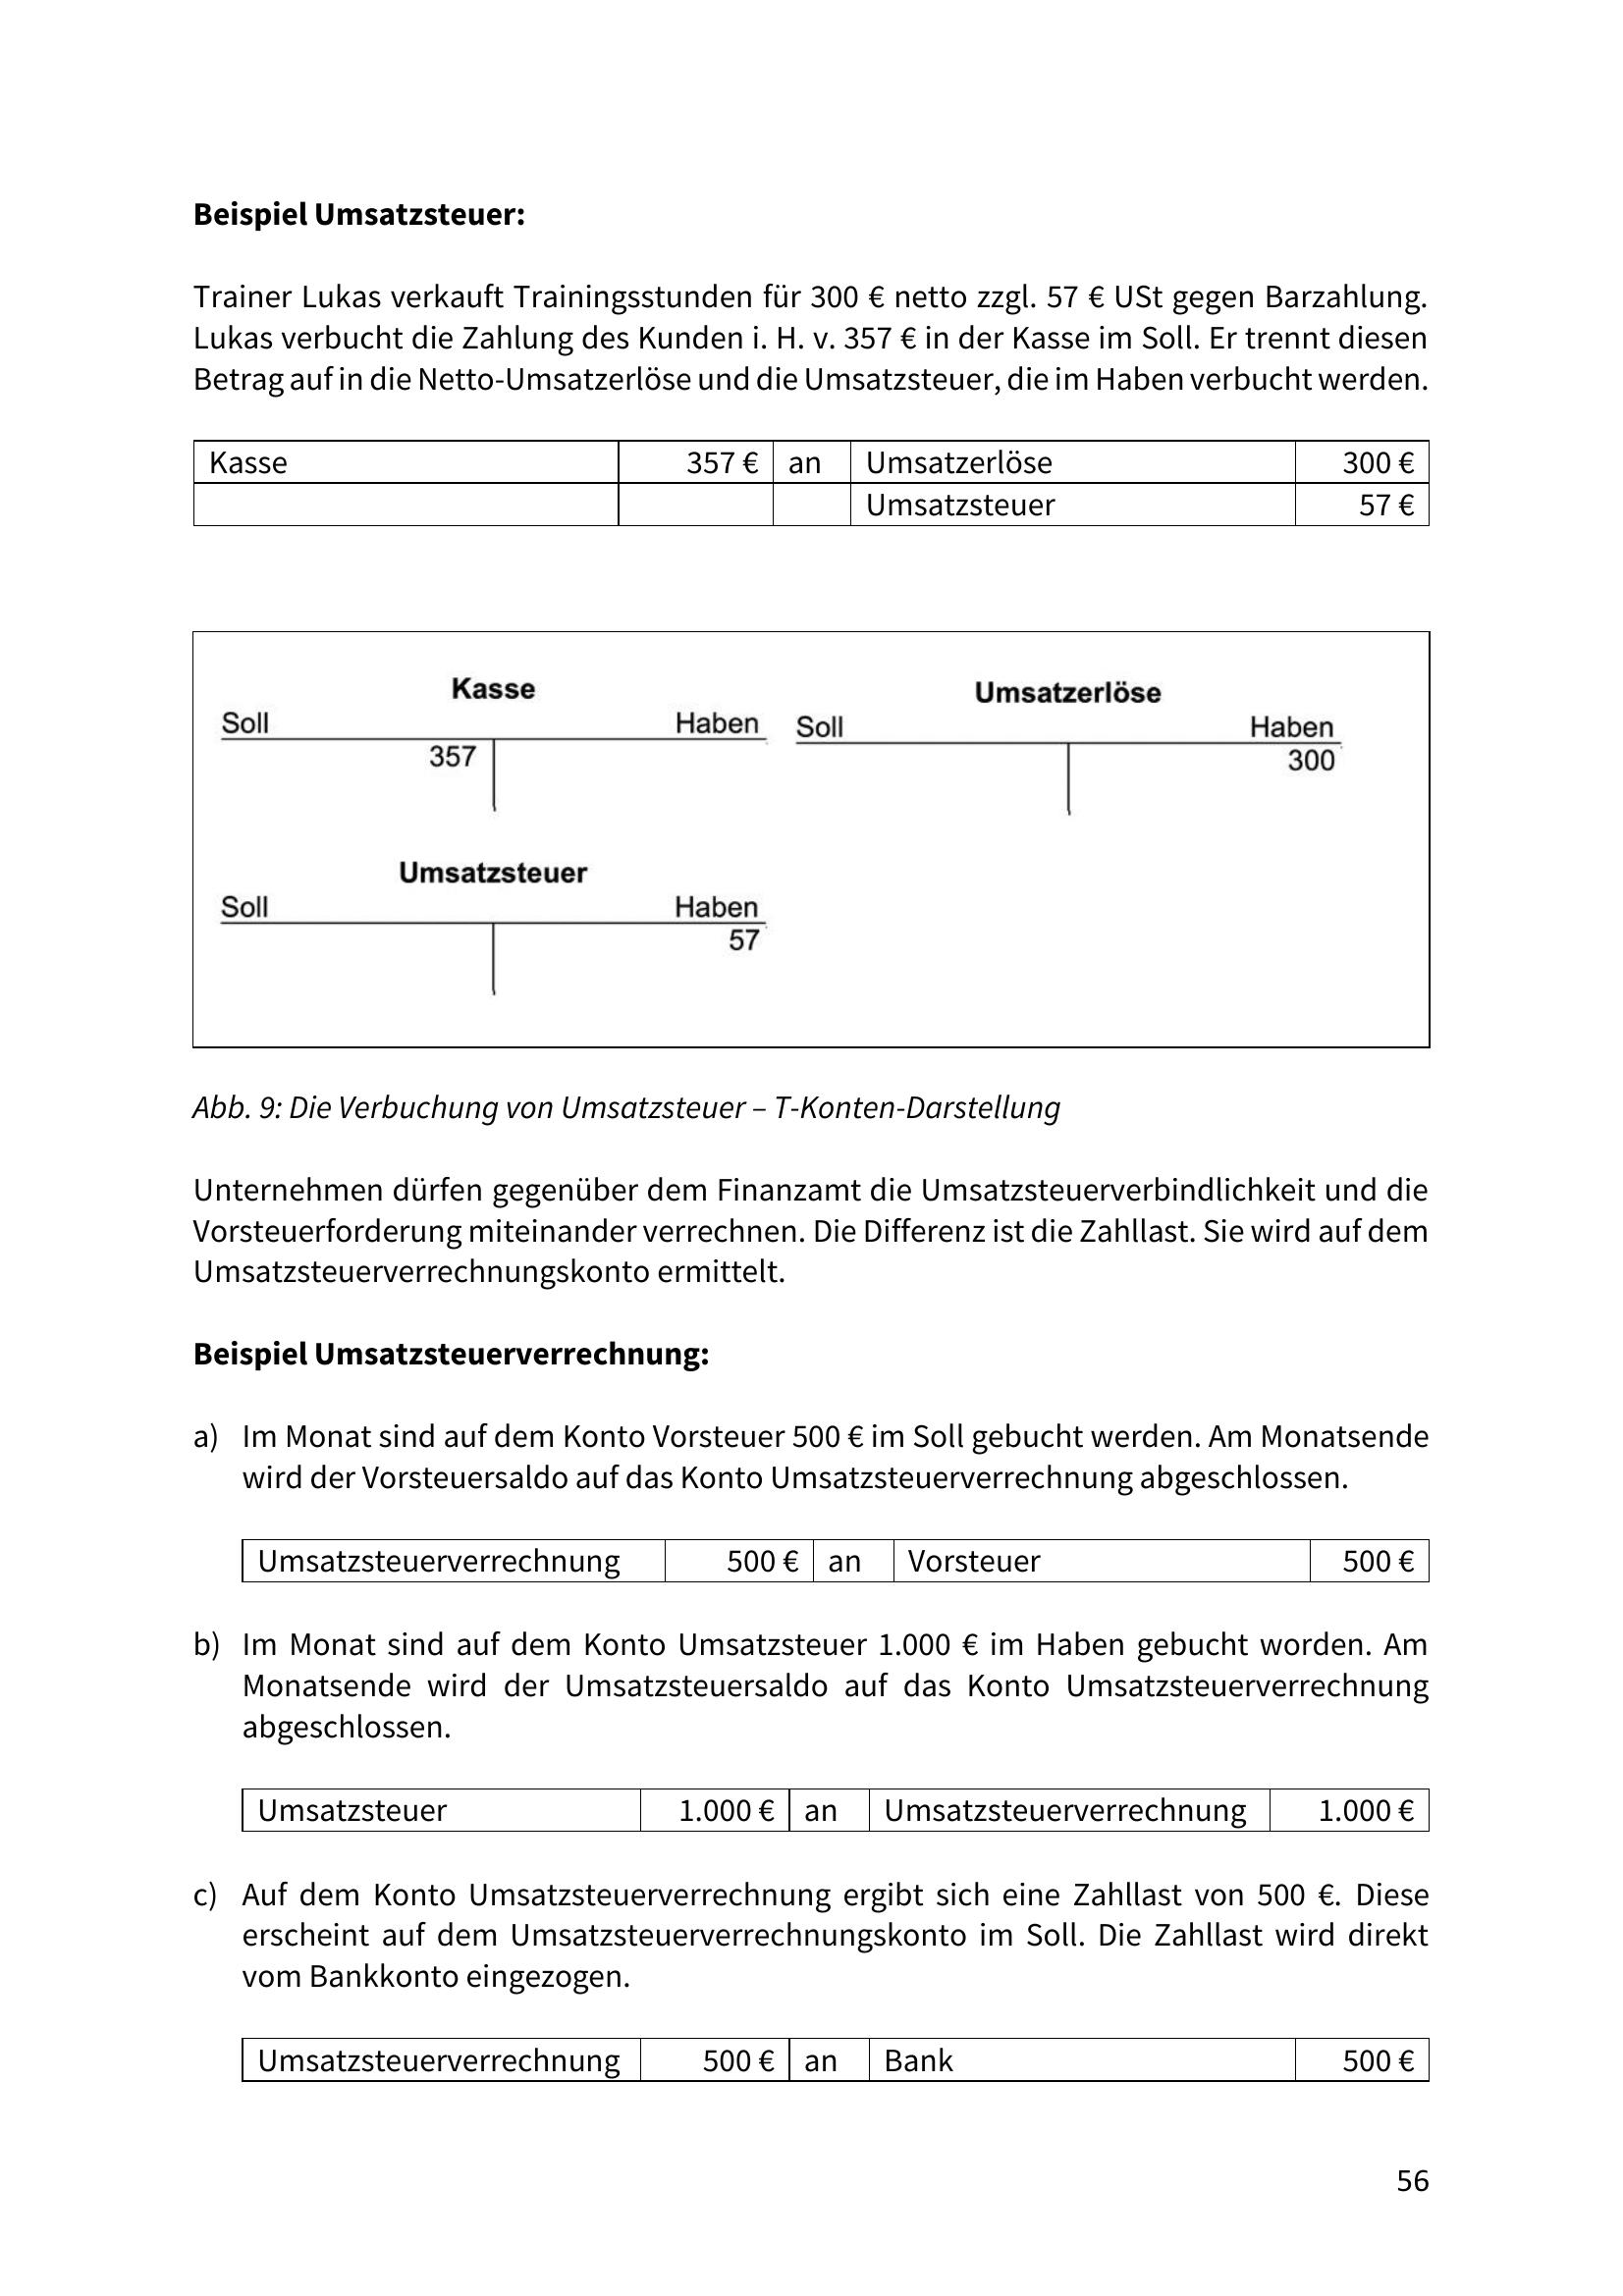 Beispiel Umsatzsteuer:
Trainer Lukas verkauft Trainingsstunden für 300 € netto zzgl. 57 € USt gegen Barzahlung.
Lukas verbucht die Zahlung des Kunden i. H. v. 357 € in der Kasse im Soll. Er trennt diesen
Betrag auf in die Netto-Umsatzerlöse und die Umsatzsteuer, die im Haben verbucht werden.
Kasse 357 € an Umsatzerlöse 300 €
Umsatzsteuer 57 €
Kasse
Soll Haben
357
Umsatzerlöse
Soll Haben
300
Umsatzsteuer
Soll Haben
57
Abb. 9: Die Verbuchung von Umsatzsteuer – T-Konten-Darstellung
Unternehmen dürfen gegenüber dem Finanzamt die Umsatzsteuerverbindlichkeit und die
Vorsteuerforderung miteinander verrechnen. Die Differenz ist die Zahllast. Sie wird auf dem
Umsatzsteuerverrechnungskonto ermittelt.
Beispiel Umsatzsteuerverrechnung:
a) Im Monat sind auf dem Konto Vorsteuer 500 € im Soll gebucht werden. Am Monatsende
wird der Vorsteuersaldo auf das Konto Umsatzsteuerverrechnung abgeschlossen.
Umsatzsteuerverrechnung 500 € an Vorsteuer 500 €
b) Im Monat sind auf dem Konto Umsatzsteuer 1.000 € im Haben gebucht worden. Am
Monatsende wird der Umsatzsteuersaldo auf das Konto Umsatzsteuerverrechnung
abgeschlossen.
Umsatzsteuer 1.000 € an Umsatzsteuerverrechnung 1.000 €
c) Auf dem Konto Umsatzsteuerverrechnung ergibt sich eine Zahllast von 500 €. Diese
erscheint auf dem Umsatzsteuerverrechnungskonto im Soll. Die Zahllast wird direkt
vom Bankkonto eingezogen.
Umsatzsteuerverrechnung 500 € an Bank 500 €
56